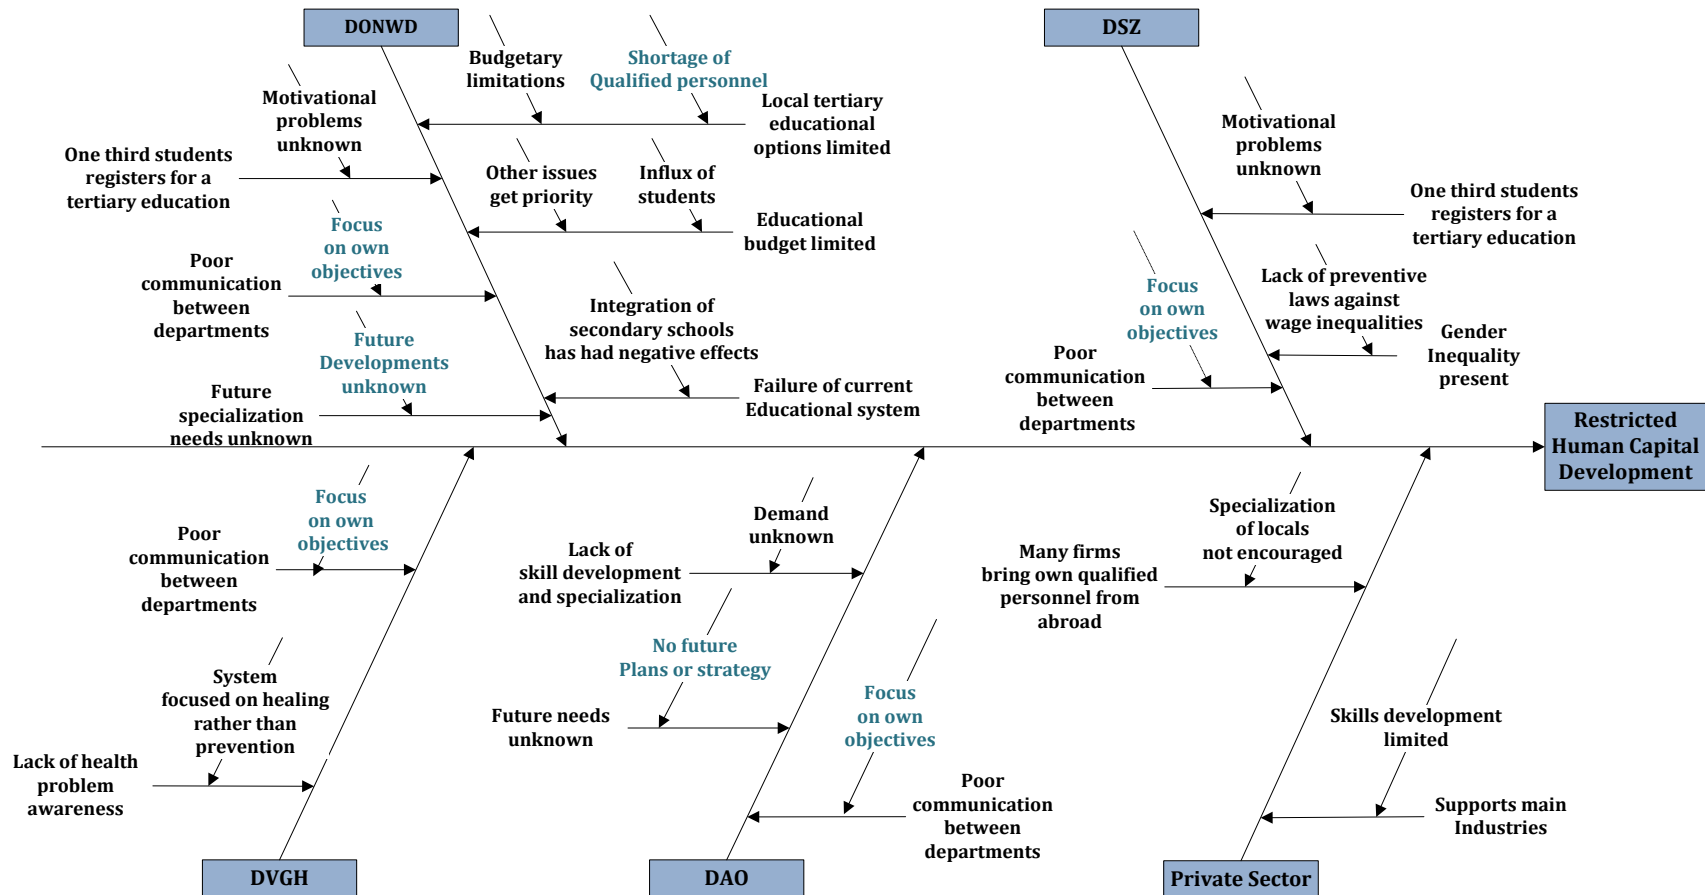 DONWD
Budgetary
limitations
Shortage of
Qualified personnel
Motivational
problems
unknown
Local tertiary
educational
options limited
One third students
registers for a
tertiary education
Other issues
get priority
Influx of
students
Educational
budget limited
Focus
on own
objectives
Poor
communication
between
departments
Integration of
secondary schools
has had negative effects
Future
Developments
unknown
Failure of current
Educational system
Future
specialization
needs unknown
DSZ
Motivational
problems
unknown
One third students
registers for a
tertiary education
Focus
on own
objectives
Lack of preventive
laws against
wage inequalities
Gender
Inequality
present
Poor
communication
between
departments
Restricted
Human Capital
Development
Focus
on own
objectives
Poor
communication
between
departments
System
focused on healing
rather than
prevention
Lack of health
problem
awareness
DVGH
Demand
unknown
Lack of
skill development
and specialization
No future
Plans or strategy
Future needs
unknown
Focus
on own
objectives
Poor
communication
between
departments
DAO
Specialization
of locals
not encouraged
Many firms
bring own qualified
personnel from
abroad
Skills development
limited
Supports main
Industries
Private Sector